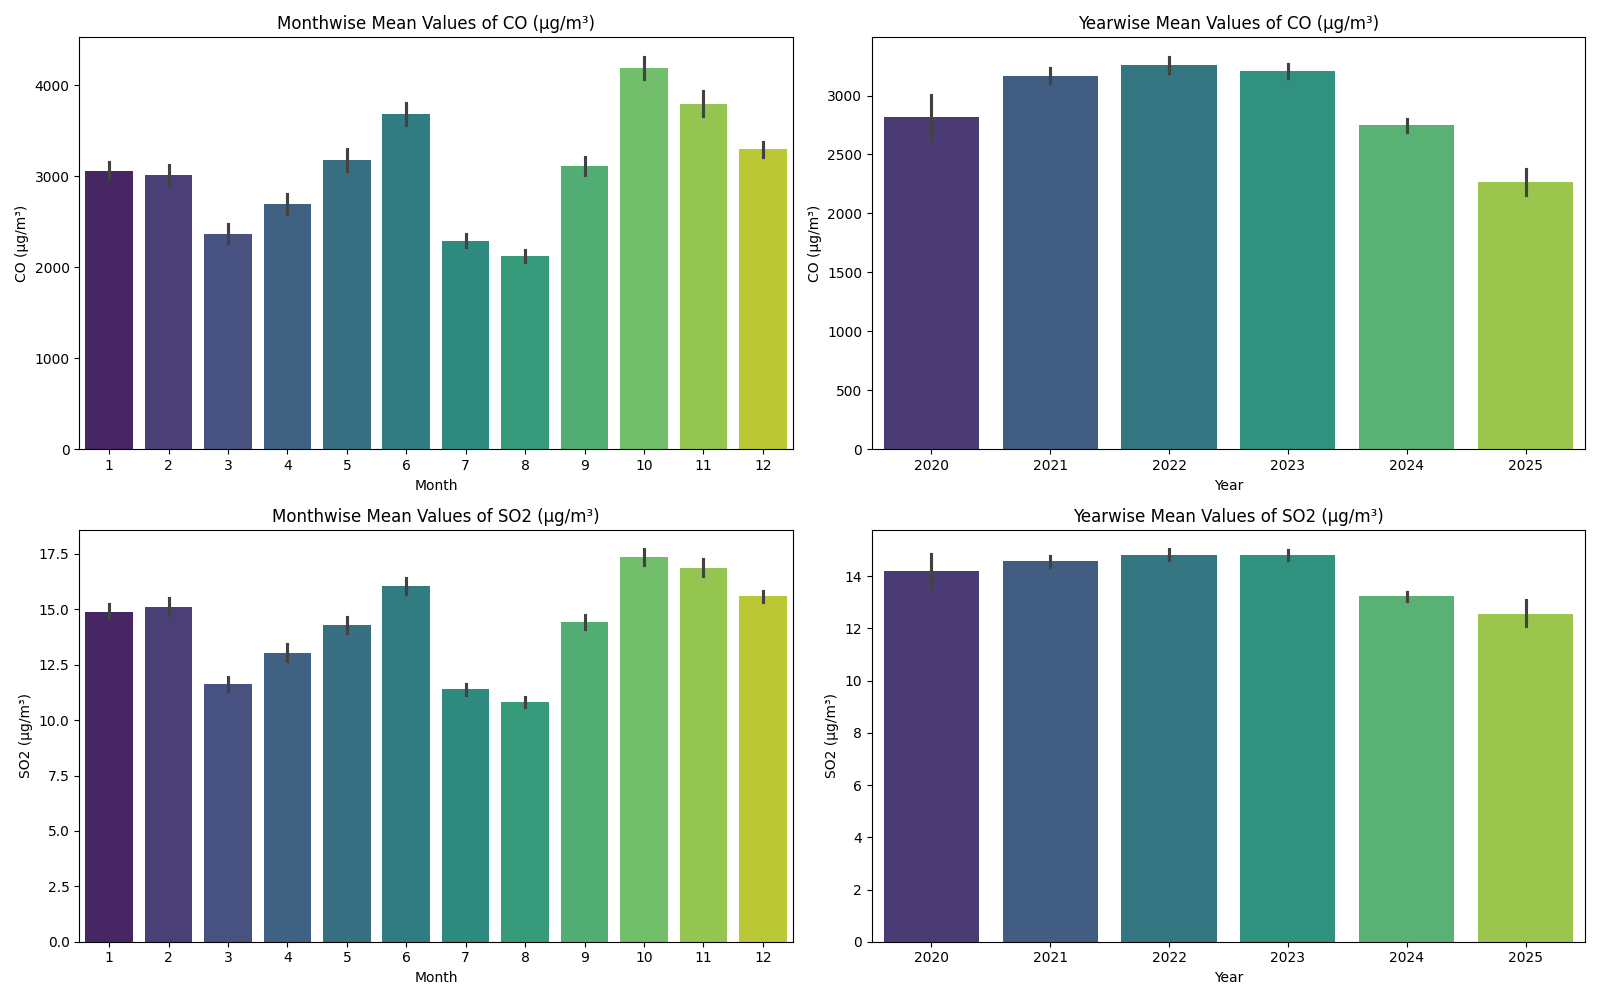 Monthwise Mean Values of CO (µg/m³)
CO (µg/m³)
4000
3000
2000
1000
0
1 2 3 4 5 6 7 8 9 10 11 12
Month
Yearwise Mean Values of CO (µg/m³)
CO (µg/m³)
3000
2500
2000
1500
1000
500
0
2020 2021 2022 2023 2024 2025
Year
Monthwise Mean Values of SO2 (µg/m³)
SO2 (µg/m³)
17.5
15.0
12.5
10.0
7.5
5.0
2.5
0.0
1 2 3 4 5 6 7 8 9 10 11 12
Month
Yearwise Mean Values of SO2 (µg/m³)
SO2 (µg/m³)
14
12
10
8
6
4
2
0
2020 2021 2022 2023 2024 2025
Year